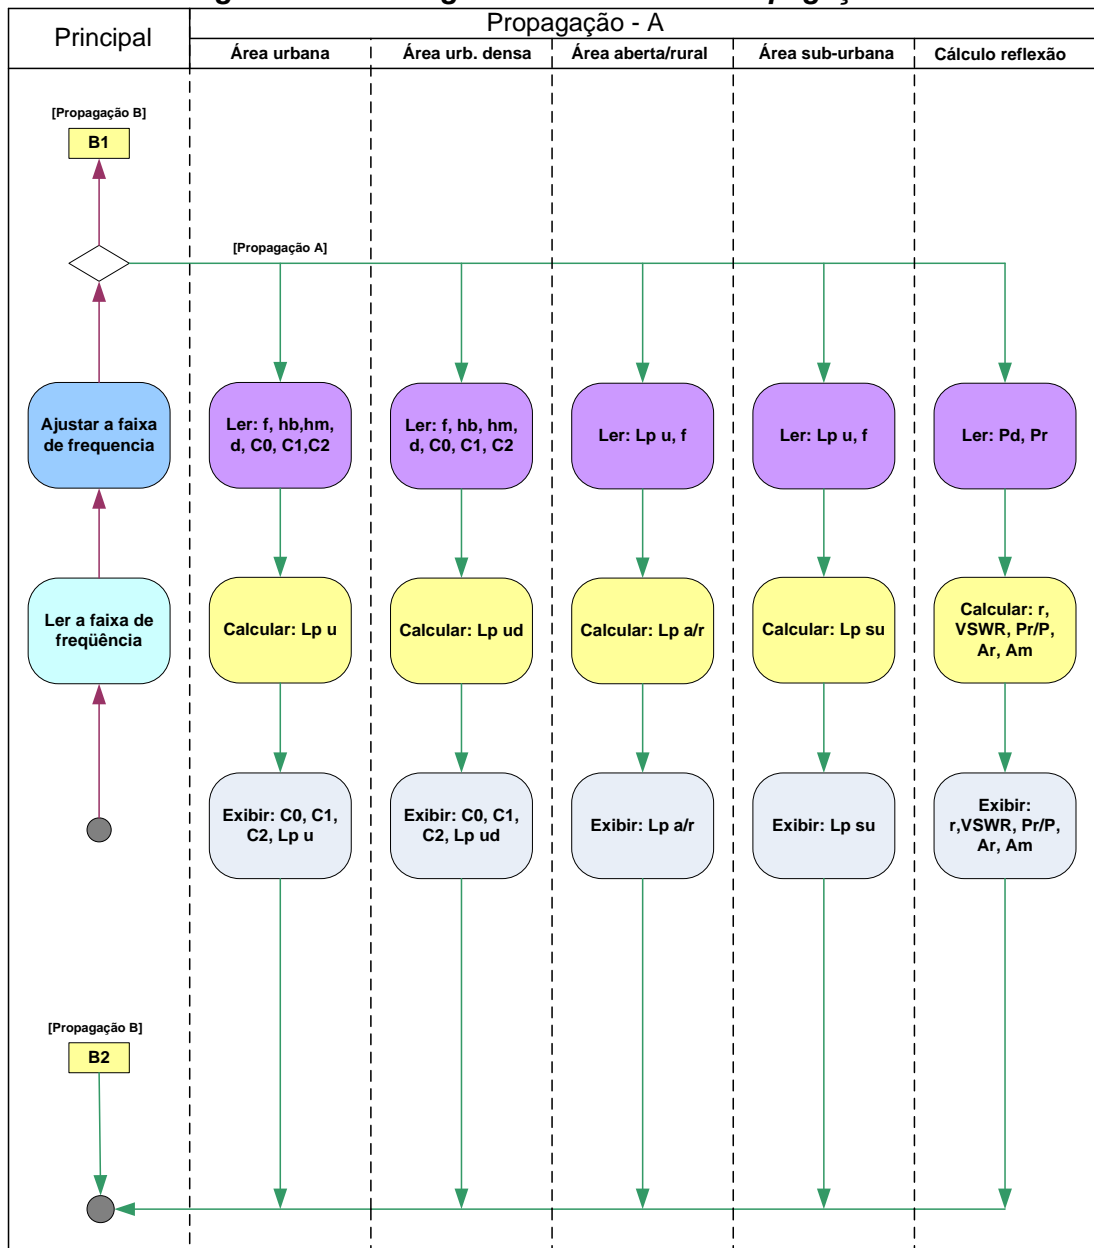 Principal
Propagação - A
Área urbana
Área urb. densa
Área aberta/rural
Área sub-urbana
Cálculo reflexão
[Propagação B]
B1
[Propagação A]
Ajustar a faixa
de frequencia
Ler: f, hb,hm,
d, C0, C1,C2
Ler: f, hb, hm,
d, C0, C1, C2
Ler: Lp u, f
Ler: Lp u, f
Ler: Pd, Pr
Ler a faixa de
freqüência
Calcular: Lp u
Calcular: Lp ud
Calcular: Lp a/r
Calcular: Lp su
Calcular: r,
VSWR, Pr/P,
Ar, Am
Exibir: C0, C1,
C2, Lp u
Exibir: C0, C1,
C2, Lp ud
Exibir: Lp a/r
Exibir: Lp su
Exibir:
r,VSWR, Pr/P,
Ar, Am
[Propagação B]
B2